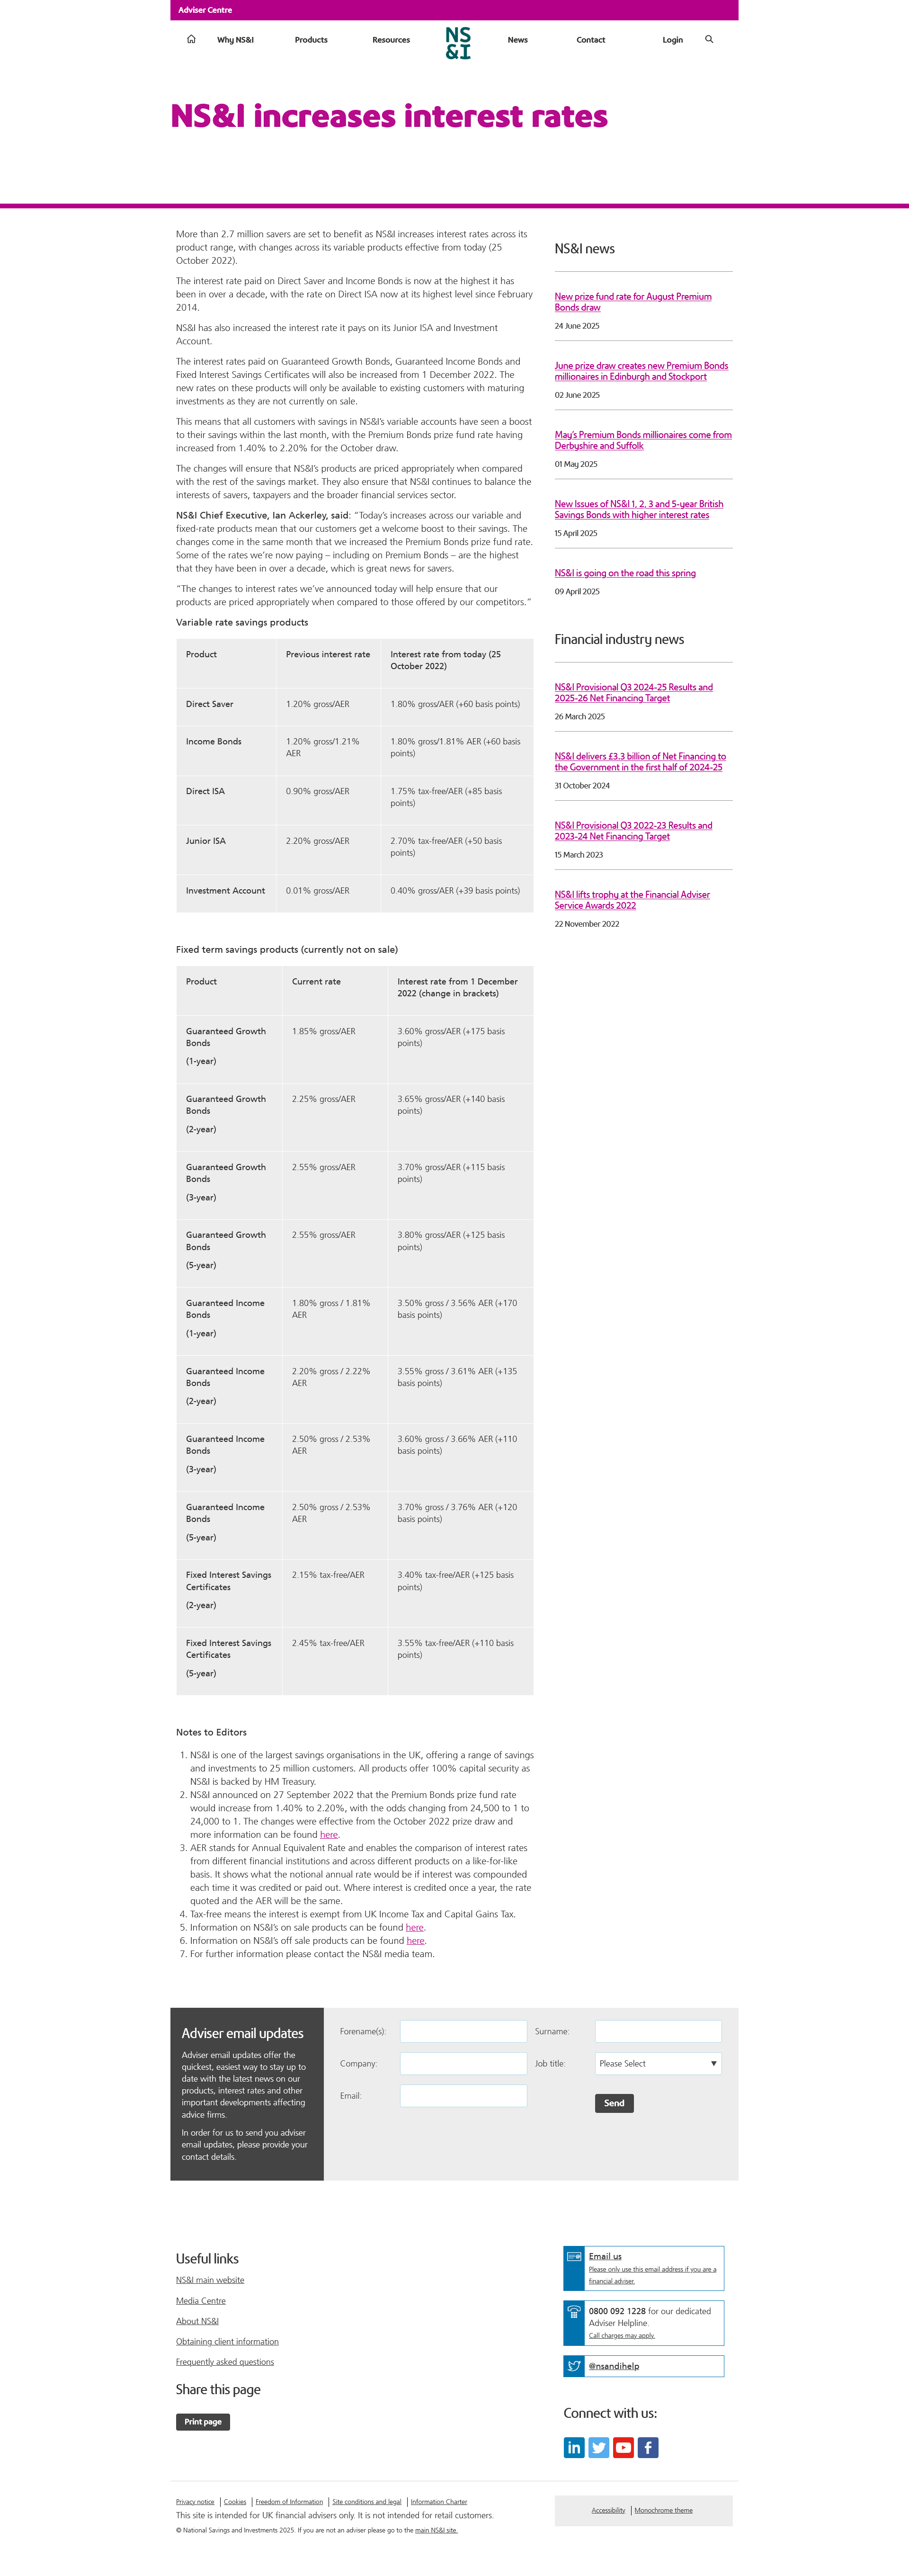 Adviser Centre
Why NS&I
Products
Resources
NS
&I
News
Contact
Login
NS&I increases interest rates
More than 2.7 million savers are set to benefit as NS&I increases interest rates across its
product range, with changes across its variable products effective from today (25
October 2022).
The interest rate paid on Direct Saver and Income Bonds is now at the highest it has
been in over a decade, with the rate on Direct ISA now at its highest level since February
2014.
NS&I has also increased the interest rate it pays on its Junior ISA and Investment
Account.
The interest rates paid on Guaranteed Growth Bonds, Guaranteed Income Bonds and
Fixed Interest Savings Certificates will also be increased from 1 December 2022. The
new rates on these products will only be available to existing customers with maturing
investments as they are not currently on sale.
This means that all customers with savings in NS&I’s variable accounts have seen a boost
to their savings within the last month, with the Premium Bonds prize fund rate having
increased from 1.40% to 2.20% for the October draw.
The changes will ensure that NS&I’s products are priced appropriately when compared
with the rest of the savings market. They also ensure that NS&I continues to balance the
interests of savers, taxpayers and the broader financial services sector.
NS&I Chief Executive, Ian Ackerley, said: “Today’s increases across our variable and
fixed-rate products mean that our customers get a welcome boost to their savings. The
changes come in the same month that we increased the Premium Bonds prize fund rate.
Some of the rates we’re now paying – including on Premium Bonds – are the highest
that they have been in over a decade, which is great news for savers.
“The changes to interest rates we’ve announced today will help ensure that our
products are priced appropriately when compared to those offered by our competitors.”
Variable rate savings products
Product
Previous interest rate
Interest rate from today (25
October 2022)
Direct Saver
1.20% gross/AER
1.80% gross/AER (+60 basis points)
Income Bonds
1.20% gross/1.21%
AER
1.80% gross/1.81% AER (+60 basis
points)
Direct ISA
0.90% gross/AER
1.75% tax-free/AER (+85 basis
points)
Junior ISA
2.20% gross/AER
2.70% tax-free/AER (+50 basis
points)
Investment Account
0.01% gross/AER
0.40% gross/AER (+39 basis points)
Fixed term savings products (currently not on sale)
Product
Current rate
Interest rate from 1 December
2022 (change in brackets)
Guaranteed Growth
Bonds
(1-year)
1.85% gross/AER
3.60% gross/AER (+175 basis
points)
Guaranteed Growth
Bonds
(2-year)
2.25% gross/AER
3.65% gross/AER (+140 basis
points)
Guaranteed Growth
Bonds
(3-year)
2.55% gross/AER
3.70% gross/AER (+115 basis
points)
Guaranteed Growth
Bonds
(5-year)
2.55% gross/AER
3.80% gross/AER (+125 basis
points)
Guaranteed Income
Bonds
(1-year)
1.80% gross / 1.81%
AER
3.50% gross / 3.56% AER (+170
basis points)
Guaranteed Income
Bonds
(2-year)
2.20% gross / 2.22%
AER
3.55% gross / 3.61% AER (+135
basis points)
Guaranteed Income
Bonds
(3-year)
2.50% gross / 2.53%
AER
3.60% gross / 3.66% AER (+110
basis points)
Guaranteed Income
Bonds
(5-year)
2.50% gross / 2.53%
AER
3.70% gross / 3.76% AER (+120
basis points)
Fixed Interest Savings
Certificates
(2-year)
2.15% tax-free/AER
3.40% tax-free/AER (+125 basis
points)
Fixed Interest Savings
Certificates
(5-year)
2.45% tax-free/AER
3.55% tax-free/AER (+110 basis
points)
Notes to Editors
1. NS&I is one of the largest savings organisations in the UK, offering a range of savings
and investments to 25 million customers. All products offer 100% capital security as
NS&I is backed by HM Treasury.
2. NS&I announced on 27 September 2022 that the Premium Bonds prize fund rate
would increase from 1.40% to 2.20%, with the odds changing from 24,500 to 1 to
24,000 to 1. The changes were effective from the October 2022 prize draw and
more information can be found here.
3. AER stands for Annual Equivalent Rate and enables the comparison of interest rates
from different financial institutions and across different products on a like-for-like
basis. It shows what the notional annual rate would be if interest was compounded
each time it was credited or paid out. Where interest is credited once a year, the rate
quoted and the AER will be the same.
4. Tax-free means the interest is exempt from UK Income Tax and Capital Gains Tax.
5. Information on NS&I’s on sale products can be found here.
6. Information on NS&I’s off sale products can be found here.
7. For further information please contact the NS&I media team.
NS&I news
New prize fund rate for August Premium
Bonds draw
24 June 2025
June prize draw creates new Premium Bonds
millionaires in Edinburgh and Stockport
02 June 2025
May’s Premium Bonds millionaires come from
Derbyshire and Suffolk
01 May 2025
New Issues of NS&I 1, 2, 3 and 5-year British
Savings Bonds with higher interest rates
15 April 2025
NS&I is going on the road this spring
09 April 2025
Financial industry news
NS&I Provisional Q3 2024-25 Results and
2025-26 Net Financing Target
26 March 2025
NS&I delivers £3.3 billion of Net Financing to
the Government in the first half of 2024-25
31 October 2024
NS&I Provisional Q3 2022-23 Results and
2023-24 Net Financing Target
15 March 2023
NS&I lifts trophy at the Financial Adviser
Service Awards 2022
22 November 2022
Adviser email updates
Adviser email updates offer the
quickest, easiest way to stay up to
date with the latest news on our
products, interest rates and other
important developments affecting
advice firms.
In order for us to send you adviser
email updates, please provide your
contact details.
Forename(s):
Surname:
Company:
Job title:
Please Select
Email:
Send
Useful links
NS&I main website
Media Centre
About NS&I
Obtaining client information
Frequently asked questions
Share this page
Print page
Email us
Please only use this email address if you are a
financial adviser.
0800 092 1228 for our dedicated
Adviser Helpline.
Call charges may apply.
@nsandihelp
Connect with us:
Privacy notice
Cookies
Freedom of Information
Site conditions and legal
Information Charter
This site is intended for UK financial advisers only. It is not intended for retail customers.
© National Savings and Investments 2025. If you are not an adviser please go to the main NS&I site.
Accessibility
Monochrome theme